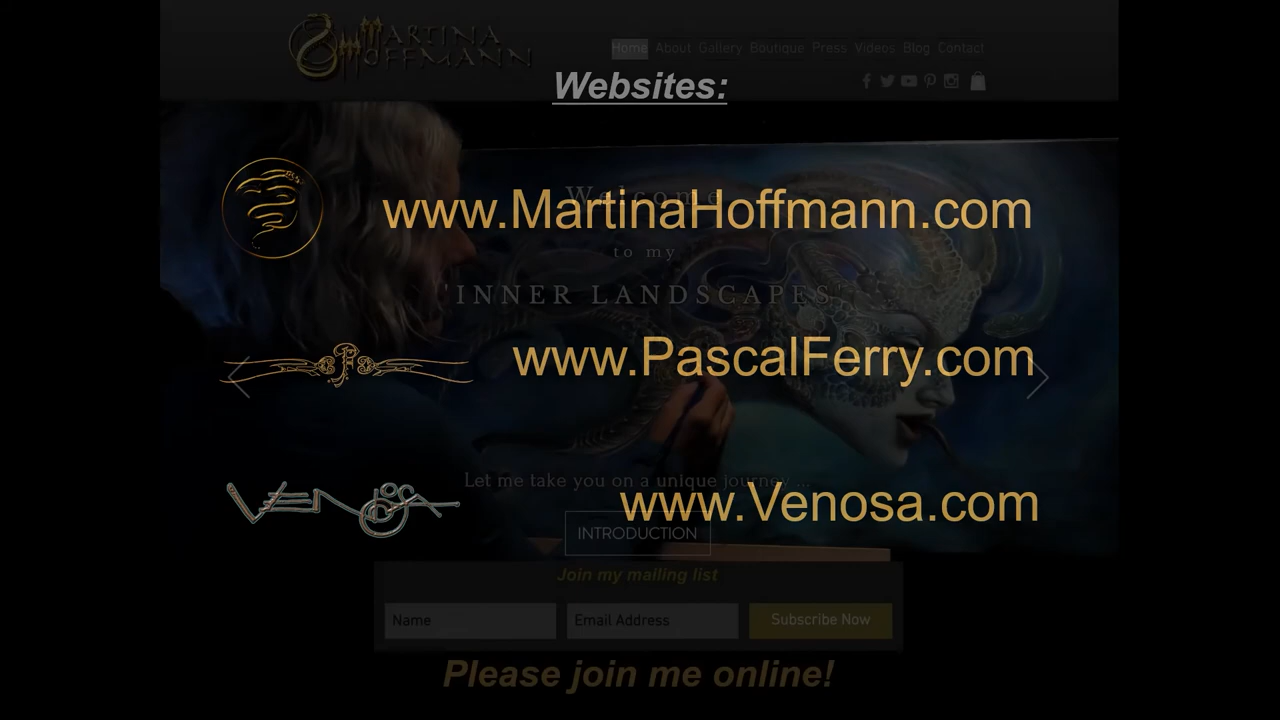 MARTINA
HOFFMANN
Home About Gallery Boutique Press Videos Blog Contact
Websites:
Welcome
www.MartinaHoffmann.com
to my
'INNER LANDSCAPES'
www.PascalFerry.com
VENOSA
Let me take you on a unique journey ...
www.Venosa.com
INTRODUCTION
Join my mailing list
Name Email Address Subscribe Now
Please join me online!